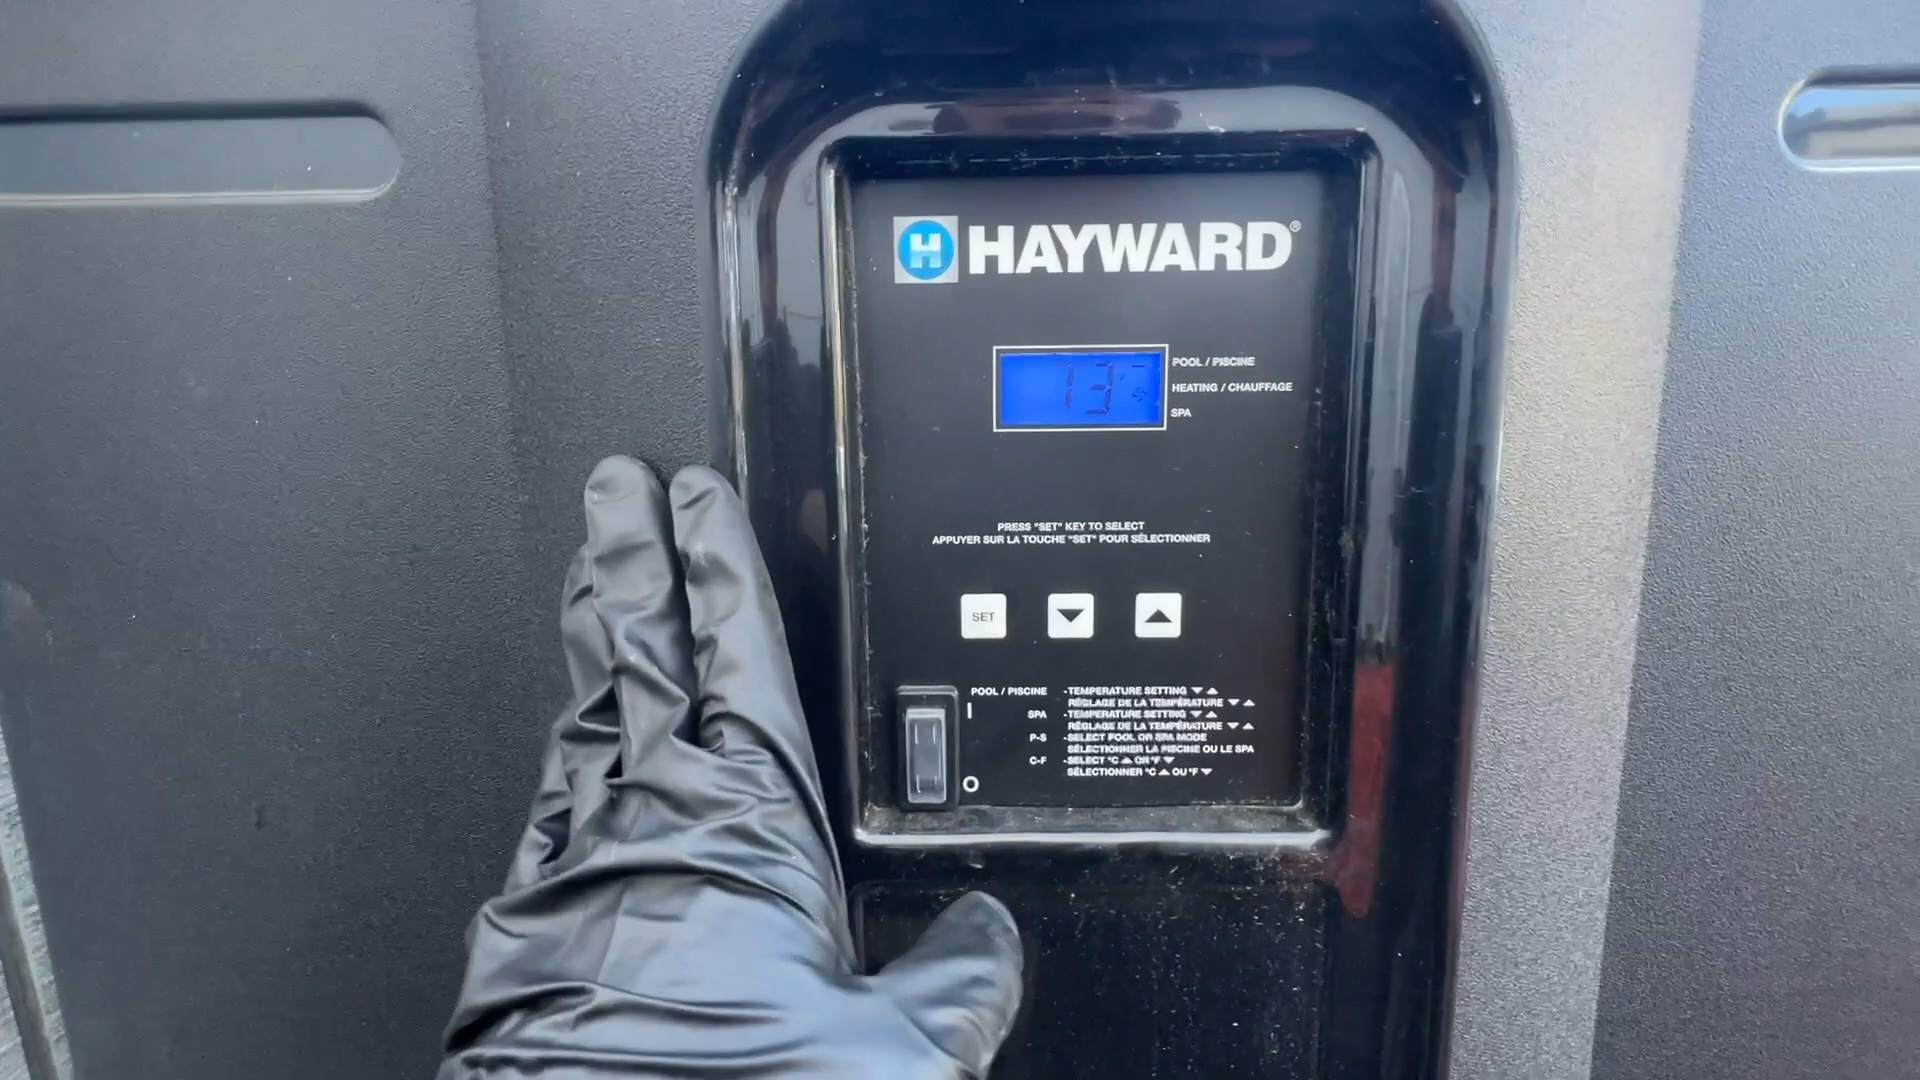 H HAYWARD®
73 °F
POOL / PISCINE
HEATING / CHAUFFAGE
SPA
PRESS "SET" KEY TO SELECT
APPUYER SUR LA TOUCHE "SET" POUR SÉLECTIONNER
SET
POOL / PISCINE -TEMPERATURE SETTING ▼ ▲
RÉGLAGE DE LA TEMPÉRATURE ▼ ▲
SPA -TEMPERATURE SETTING ▼ ▲
RÉGLAGE DE LA TEMPÉRATURE ▼ ▲
P-S -SELECT POOL OR SPA MODE
SÉLECTIONNER LA PISCINE OU LE SPA
C-F -SELECT °C ▲ OR °F ▼
SÉLECTIONNER °C ▲ OU °F ▼
I
O